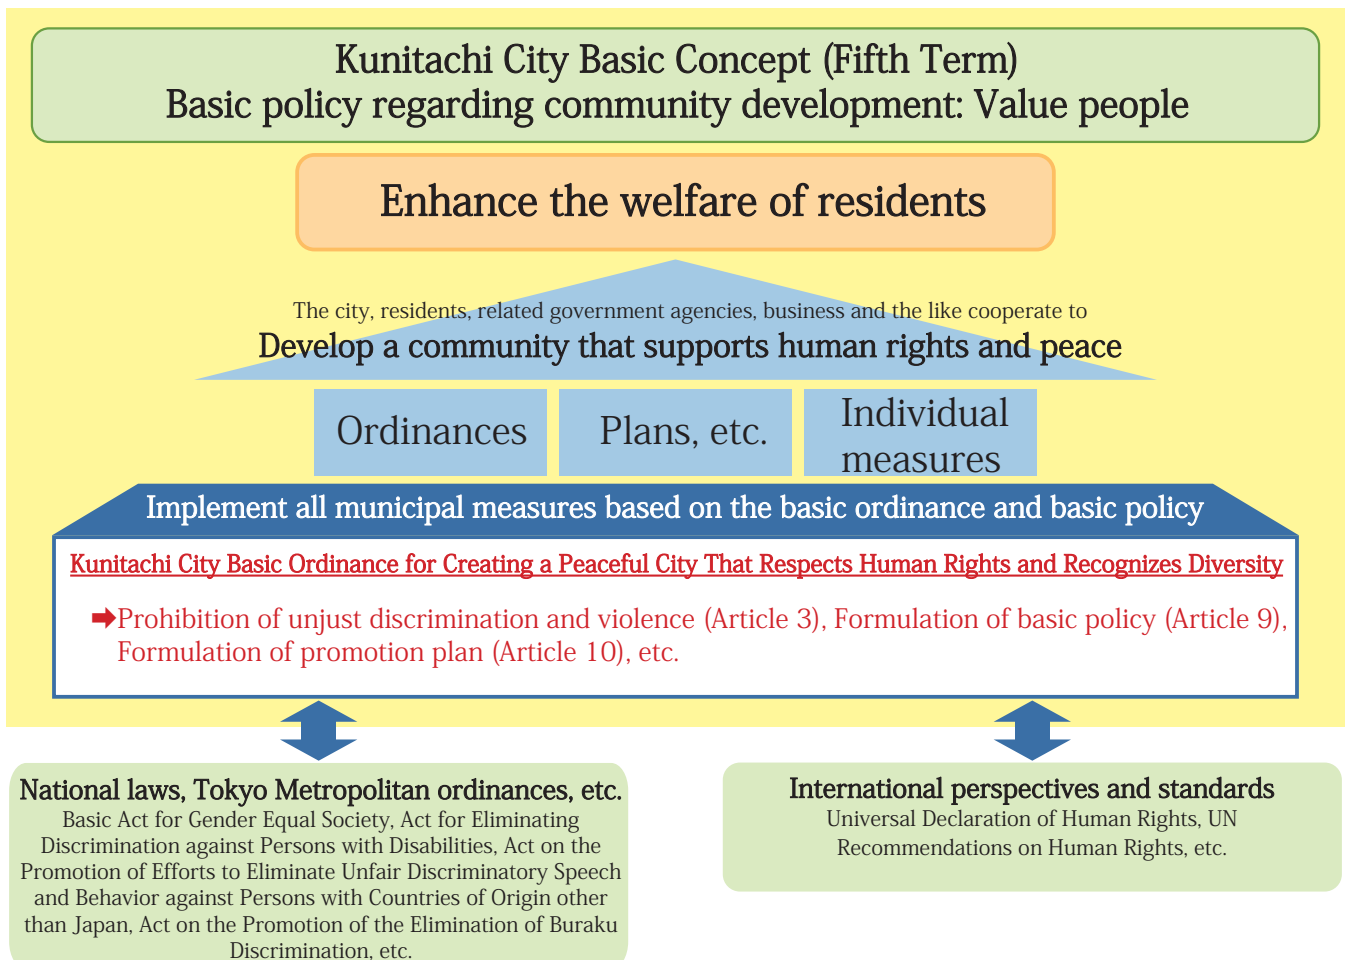 Kunitachi City Basic Concept (Fifth Term)
Basic policy regarding community development: Value people
Enhance the welfare of residents
The city, residents, related government agencies, business and the like cooperate to
Develop a community that supports human rights and peace
Ordinances
Plans, etc.
Individual
measures
Implement all municipal measures based on the basic ordinance and basic policy
Kunitachi City Basic Ordinance for Creating a Peaceful City That Respects Human Rights and Recognizes Diversity
➡Prohibition of unjust discrimination and violence (Article 3), Formulation of basic policy (Article 9),
Formulation of promotion plan (Article 10), etc.
National laws, Tokyo Metropolitan ordinances, etc.
Basic Act for Gender Equal Society, Act for Eliminating
Discrimination against Persons with Disabilities, Act on the
Promotion of Efforts to Eliminate Unfair Discriminatory Speech
and Behavior against Persons with Countries of Origin other
than Japan, Act on the Promotion of the Elimination of Buraku
Discrimination, etc.
International perspectives and standards
Universal Declaration of Human Rights, UN
Recommendations on Human Rights, etc.